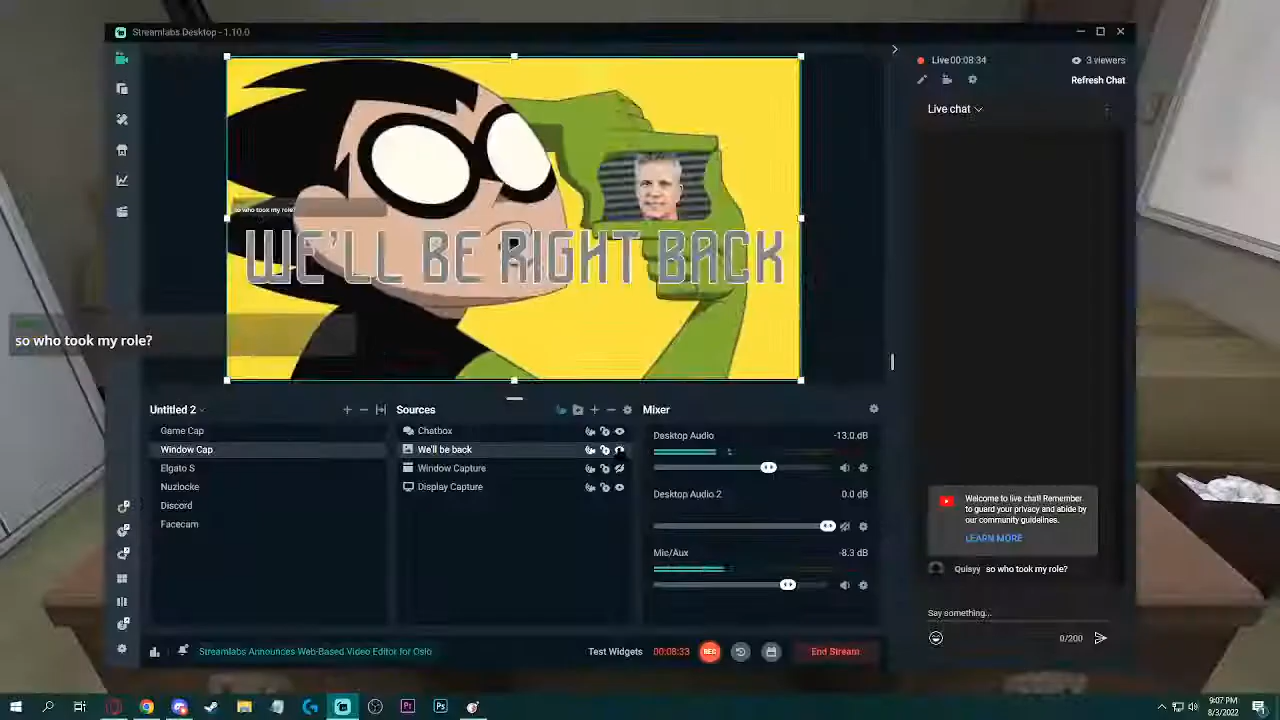 Streamlabs Desktop - 1.10.0
Live 00:08:34
3 viewers
Refresh Chat
Live chat
so who took my role?
WE'LL BE RIGHT BACK
so who took my role?
Untitled 2
Game Cap
Window Cap
Elgato S
Nuzlocke
Discord
Facecam
Sources
Chatbox
We'll be back
Window Capture
Display Capture
Mixer
Desktop Audio
-13.0 dB
Desktop Audio 2
0.0 dB
Mic/Aux
-8.3 dB
Welcome to live chat! Remember
to guard your privacy and abide by
our community guidelines.
LEARN MORE
Quisyy so who took my role?
Say something...
0/200
Streamlabs Announces Web-Based Video Editor for Oslo
Test Widgets
00:08:33
REC
End Stream
Pr
Ps
9:07 PM
8/3/2022